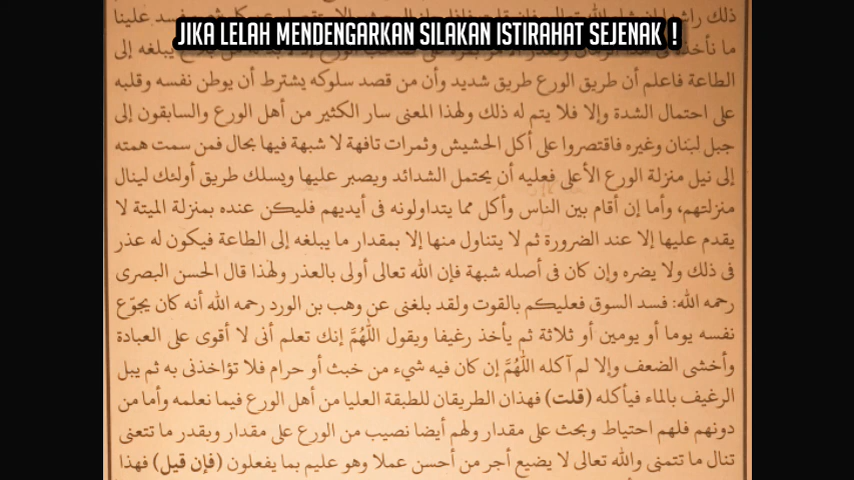 JIKA LELAH MENDENGARKAN SILAKAN ISTIRAHAT SEJENAK !
الطاعة فاعلم أن طريق الورع طريق شديد وأن من قصد سلوكه يشترط أن يوطن نفسه وقلبه
على احتمال الشدة وإلا فلا يتم له ذلك ولهذا المعنى سار الكثير من أهل الورع والسابقون إلى
جبل لبنان وغيره فاقتصروا على أكل الحشيش وثمرات تافهة لا شبهة فيها بحال فمن سمت همته
إلى نيل منزلة الورع الأعلى فعليه أن يحتمل الشدائد ويصبر عليها ويسلك طريق أولئك لينال
منزلتهم، وأما إن أقام بين الناس وأكل مما يتداولونه فى أيديهم فليكن عنده بمنزلة الميتة لا
يقدم عليها إلا عند الضرورة ثم لا يتناول منها إلا بمقدار ما يبلغه إلى الطاعة فيكون له عذر
فى ذلك ولا يضره وإن كان فى أصله شبهة فإن الله تعالى أولى بالعذر ولهذا قال الحسن البصرى
رحمه الله: فسد السوق فعليكم بالقوت ولقد بلغنى عن وهب بن الورد رحمه الله أنه كان يجوّع
نفسه يوما أو يومين أو ثلاثة ثم يأخذ رغيفا ويقول اللّٰهُمَّ إنك تعلم أنى لا أقوى على العبادة
وأخشى الضعف وإلا لم آكله اللّٰهُمَّ إن كان فيه شيء من خبث أو حرام فلا تؤاخذنى به ثم يبل
الرغيف بالماء فيأكله (قلت) فهذان الطريقان للطبقة العليا من أهل الورع فيما نعلمه وأما من
دونهم فلهم احتياط وبحث على مقدار ولهم أيضا نصيب من الورع على مقدار وبقدر ما تتعنى
تنال ما تتمنى والله تعالى لا يضيع أجر من أحسن عملا وهو عليم بما يفعلون (فإن قيل) فهذا